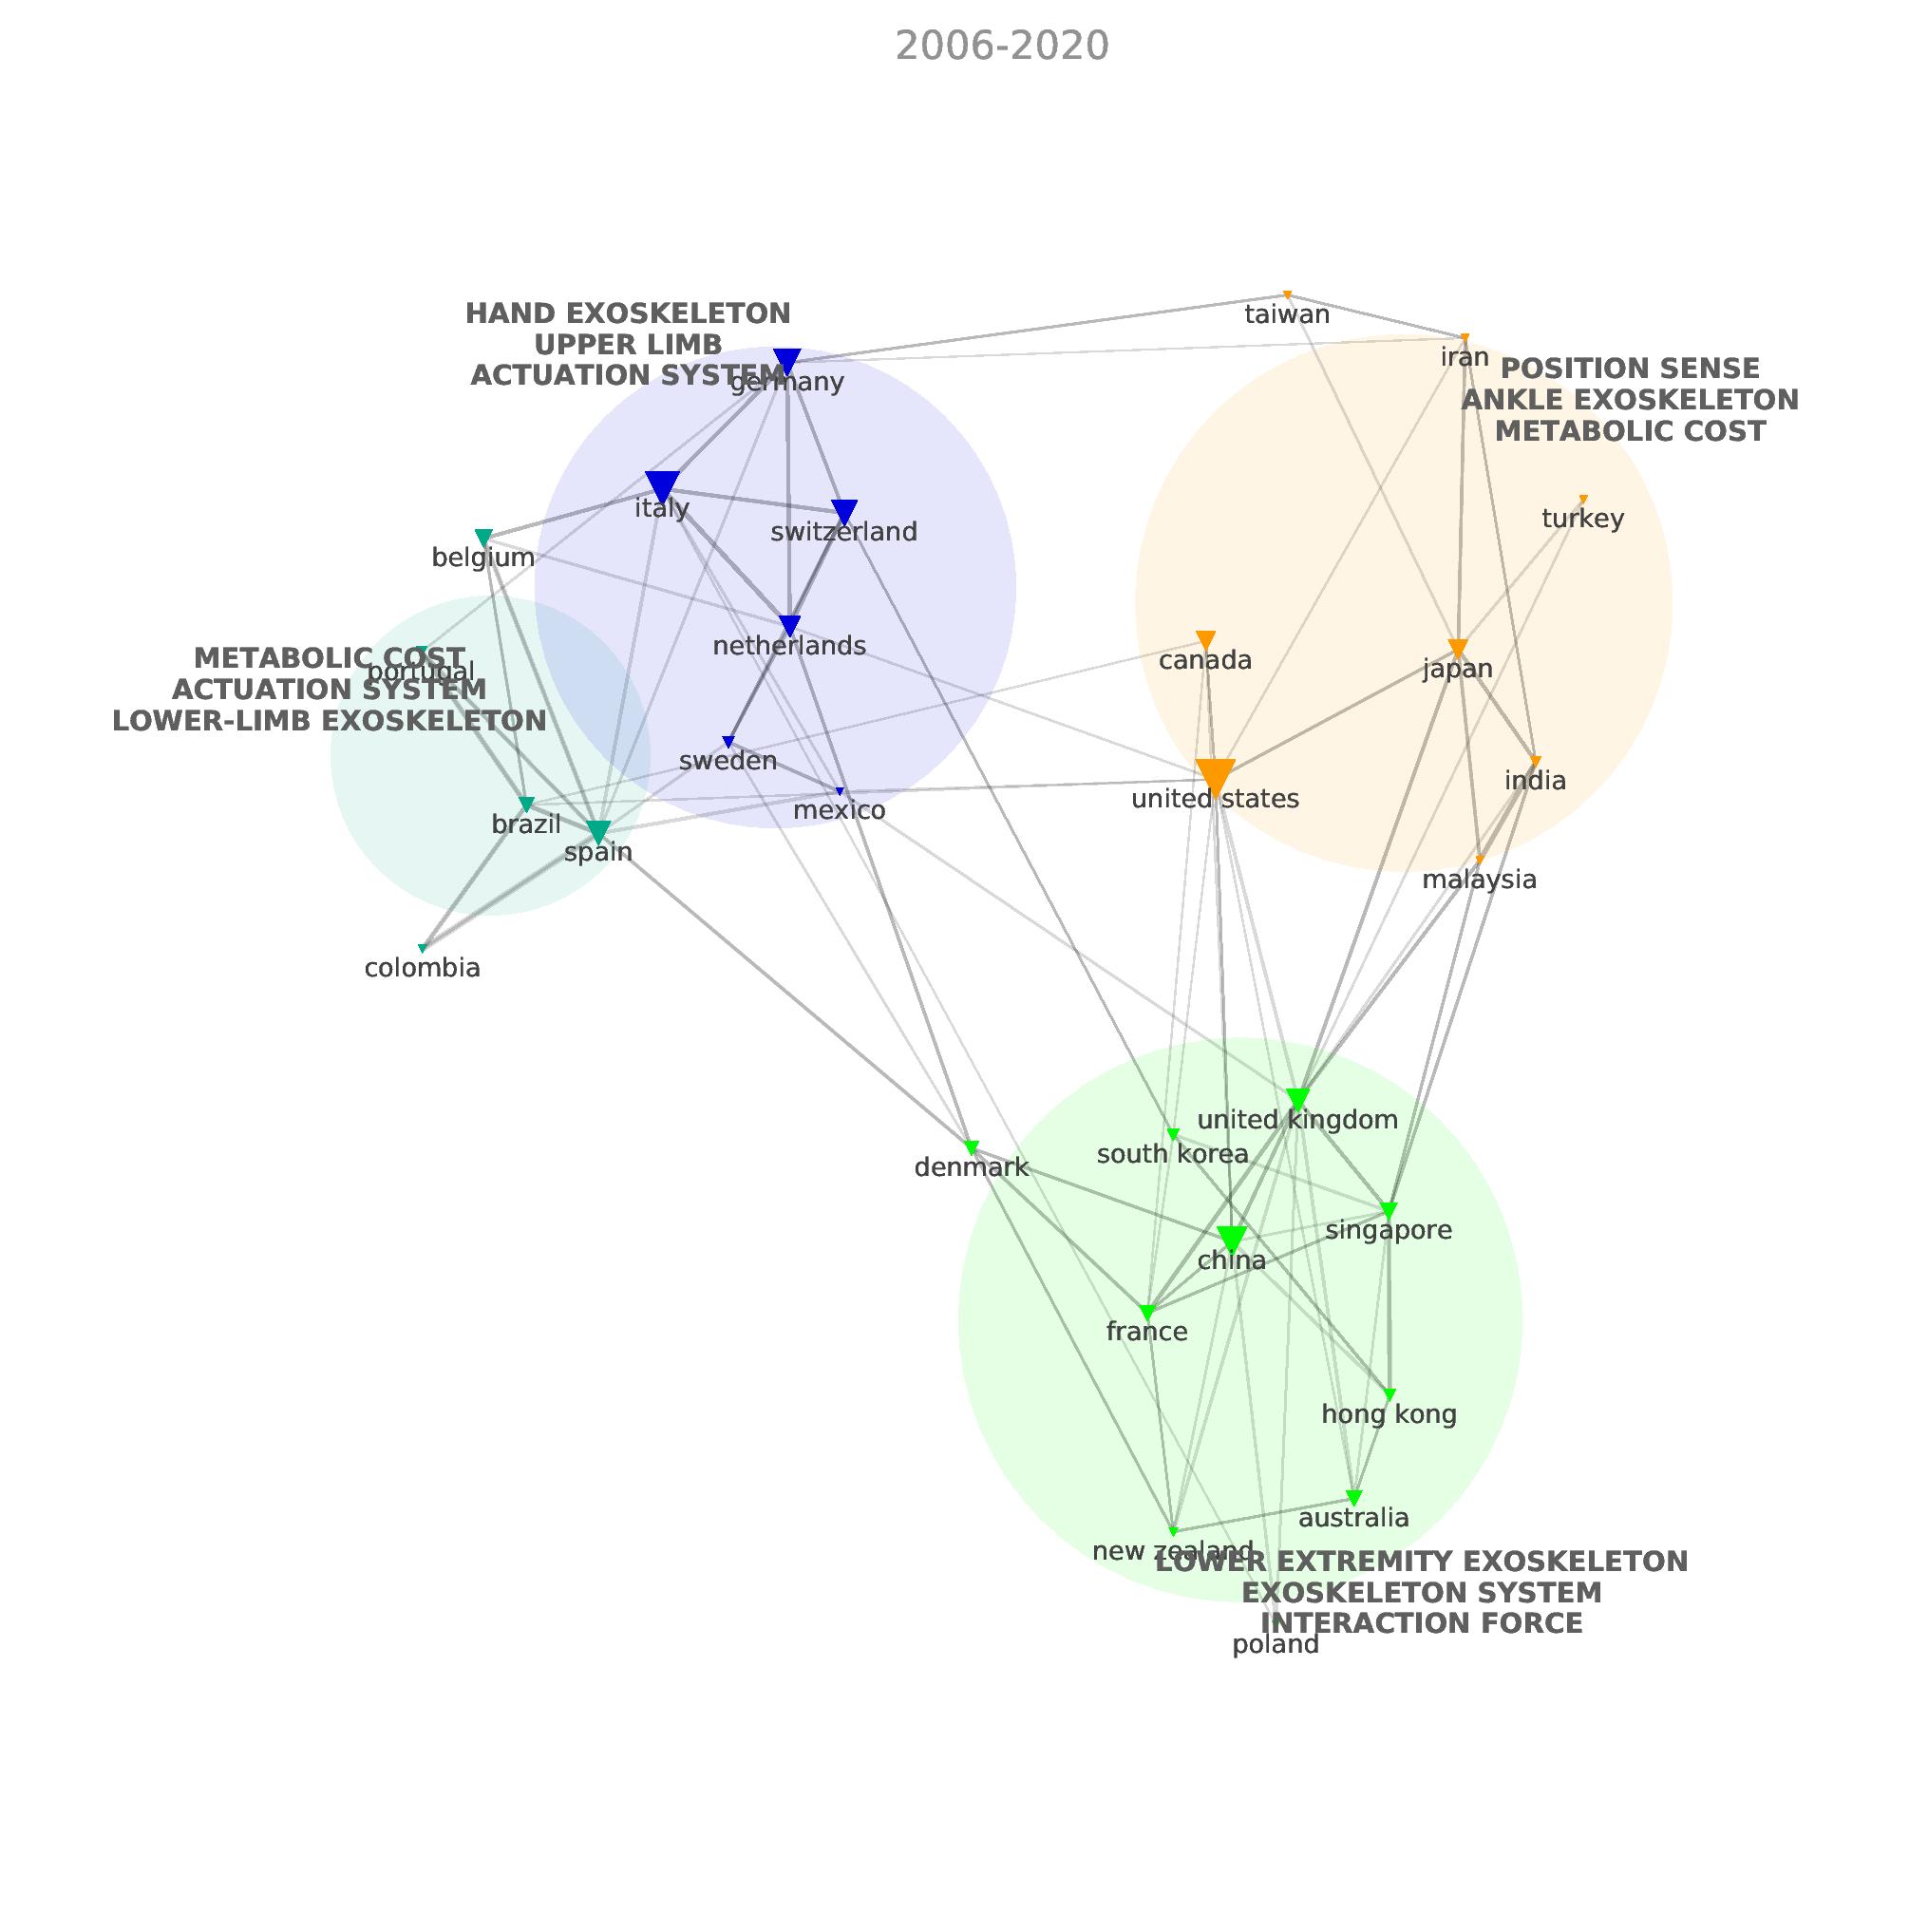 2006-2020
taiwan
HAND EXOSKELETON
UPPER LIMB
ACTUATION SYSTEM
germany
iran
POSITION SENSE
ANKLE EXOSKELETON
METABOLIC COST
italy
switzerland
turkey
belgium
netherlands
METABOLIC COST
ACTUATION SYSTEM
LOWER-LIMB EXOSKELETON
portugal
canada
japan
sweden
united states
india
mexico
brazil
spain
malaysia
colombia
united kingdom
south korea
denmark
singapore
china
france
hong kong
australia
new zealand
LOWER EXTREMITY EXOSKELETON
EXOSKELETON SYSTEM
INTERACTION FORCE
poland